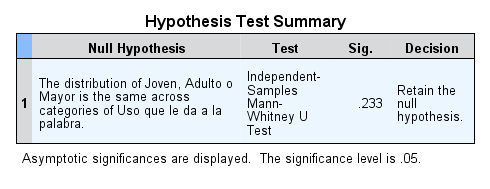 Hypothesis Test Summary
Null Hypothesis Test Sig. Decision
1
The distribution of Joven, Adulto o
Mayor is the same across
categories of Uso que le da a la
palabra.
Independent-
Samples
Mann-
Whitney U
Test
.233
Retain the
null
hypothesis.
Asymptotic significances are displayed. The significance level is .05.